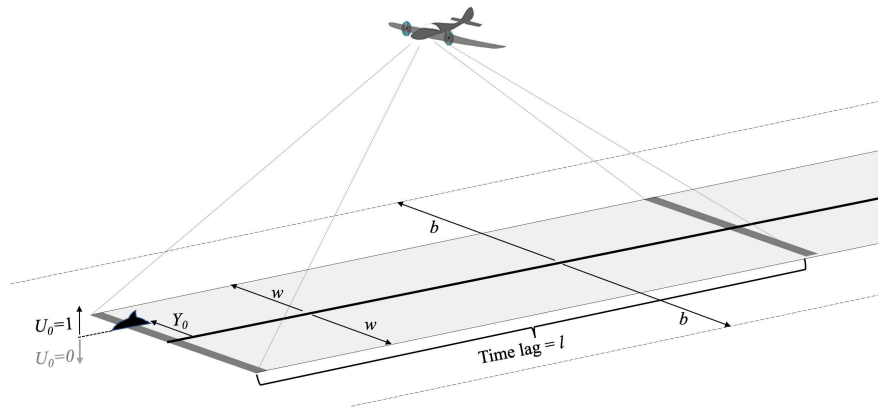 b
w
w
b
U₀=1
Y₀
U₀=0
Time lag = l